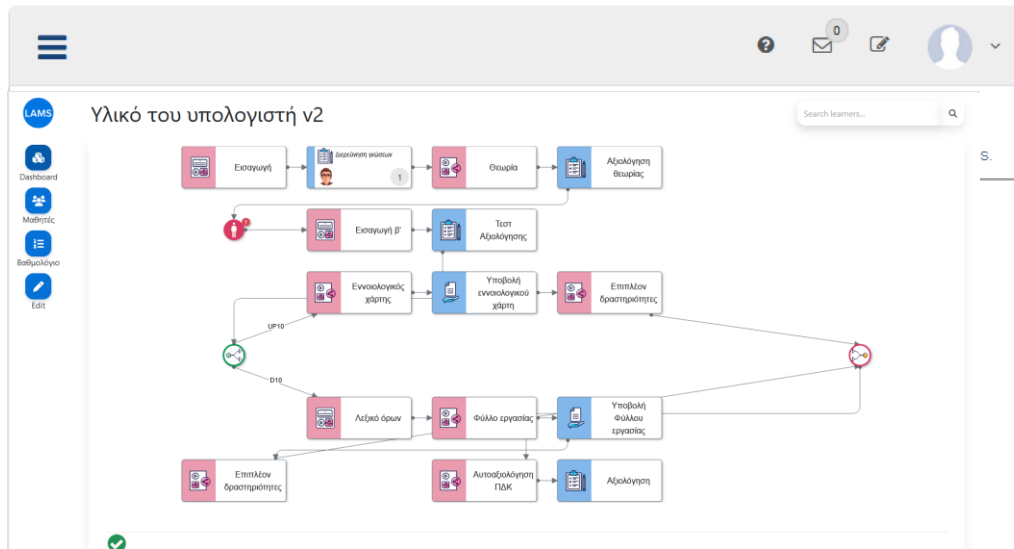 0
LAMS
Υλικό του υπολογιστή v2
Search learners...
s.
Dashboard
Μαθητές
Βαθμολόγιο
Edit
Εισαγωγή
Διερεύνηση γνώσεων
1
Θεωρία
Αξιολόγηση
θεωρίας
Εισαγωγή β'
Τεστ
Αξιολόγησης
Εννοιολογικός
χάρτης
Υποβολή
εννοιολογικού
χάρτη
Επιπλέον
δραστηριότητες
UP10
D10
Λεξικό όρων
Φύλλο εργασίας
Υποβολή
Φύλλου
εργασίας
Επιπλέον
δραστηριότητες
Αυτοαξιολόγηση
ΠΔΚ
Αξιολόγηση